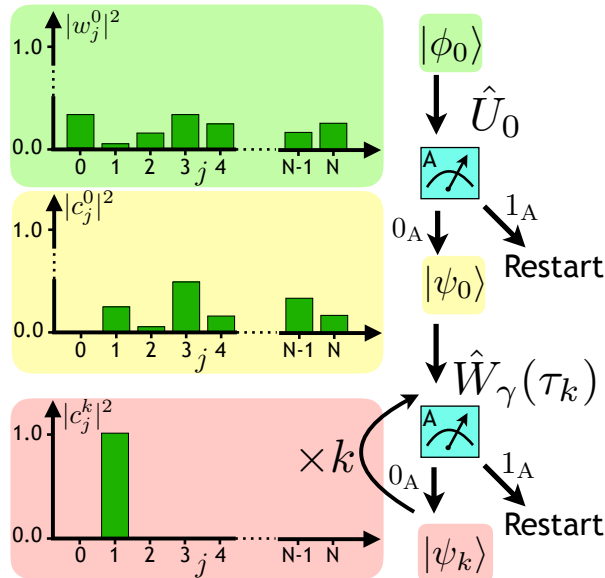 |w_j^0|^2
1.0
0.0
0 1 2 3 4 N-1 N
j
|c_j^0|^2
1.0
0.0
0 1 2 3 4 N-1 N
j
|c_j^k|^2
1.0
0.0
0 1 2 3 4 N-1 N
j
|ϕ_0⟩
Û_0
A
0_A 1_A
Restart
|ψ_0⟩
Ŵ_γ(τ_k)
A
×k
0_A 1_A
Restart
|ψ_k⟩